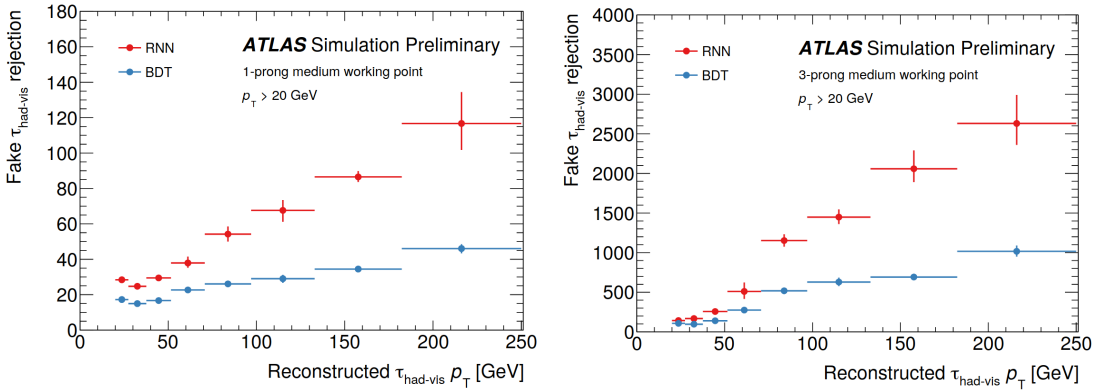 Fake τhad-vis rejection
180
160
140
120
100
80
60
40
20
0
RNN
BDT
ATLAS Simulation Preliminary
1-prong medium working point
pT > 20 GeV
0 50 100 150 200 250
Reconstructed τhad-vis pT [GeV]
Fake τhad-vis rejection
4000
3500
3000
2500
2000
1500
1000
500
0
RNN
BDT
ATLAS Simulation Preliminary
3-prong medium working point
pT > 20 GeV
0 50 100 150 200 250
Reconstructed τhad-vis pT [GeV]